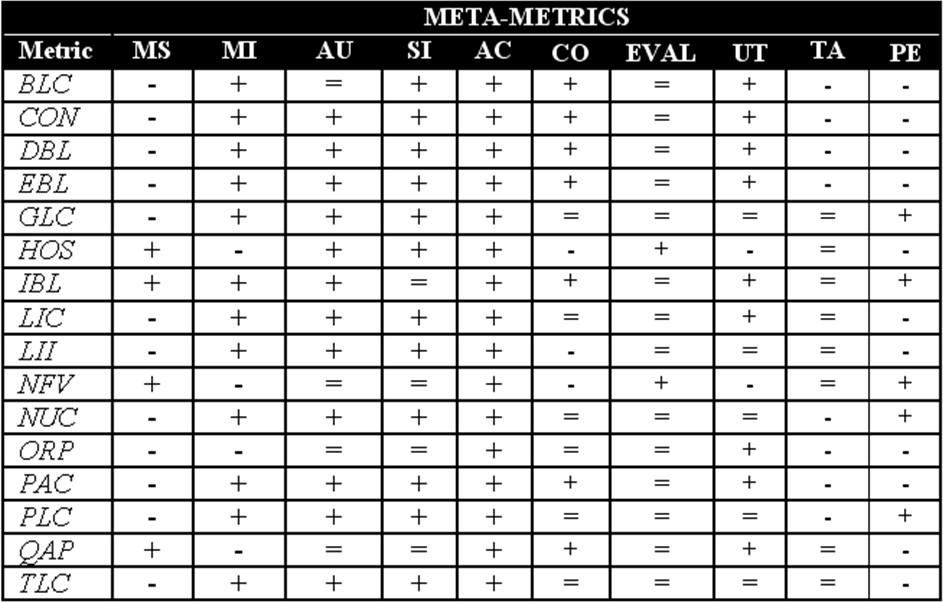 META-METRICS
Metric MS MI AU SI AC CO EVAL UT TA PE
BLC - + = + + + = + - -
CON - + + + + + = + - -
DBL - + + + + + = + - -
EBL - + + + + + = + - -
GLC - + + + + = = = = +
HOS + - + + + - + - = -
IBL + + + = + + = + = +
LIC - + + + + = = + = -
LII - + + + + - = = = -
NFV + - = = + - + - = +
NUC - + + + + = = = - +
ORP - - = = + = = + - -
PAC - + + + + + = + - -
PLC - + + + + = = = - +
QAP + - = = + + = + = -
TLC - + + + + = = = = -